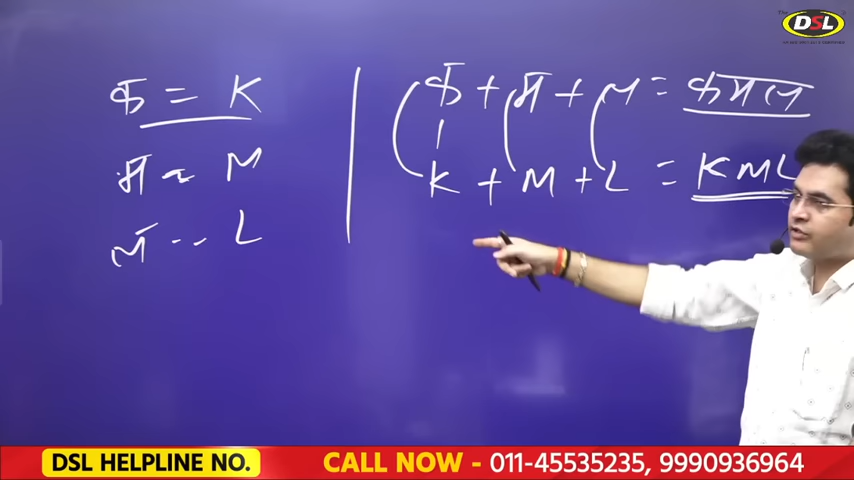 DSL
क = K
म = M
ल -- L
क + म + ल = कमल
K + M + L = KML
DSL HELPLINE NO.
CALL NOW - 011-45535235, 9990936964